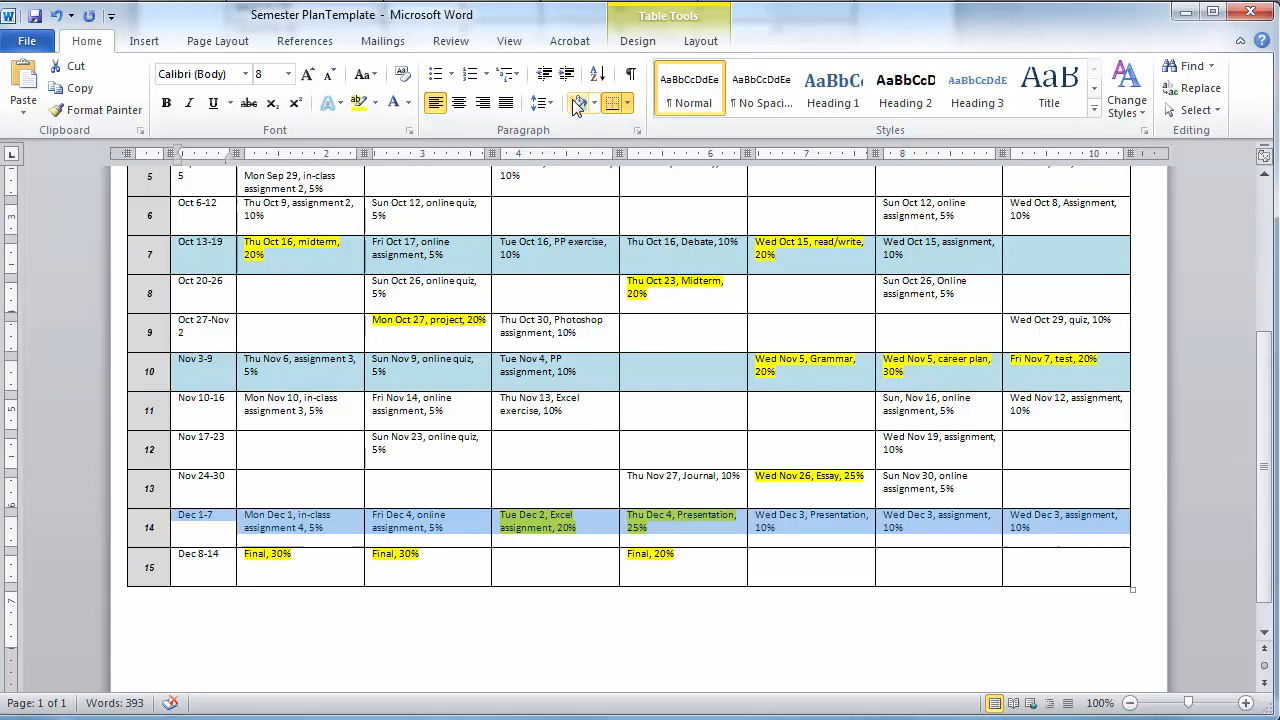 Semester PlanTemplate - Microsoft Word
Table Tools
File Home Insert Page Layout References Mailings Review View Acrobat Design Layout
Paste
Cut
Copy
Format Painter
Clipboard
Calibri (Body) 8
Font
Paragraph
AaBbCcDdEe
¶ Normal
AaBbCcDdEe
¶ No Spaci...
AaBbCc
Heading 1
AaBbCcD
Heading 2
AaBbCcDdE
Heading 3
AaB
Title
Change
Styles
Styles
Find
Replace
Select
Editing
2 3 4 6 7 8 10
5
5
Mon Sep 29, in-class
assignment 2, 5%
10%
6
Oct 6-12
Thu Oct 9, assignment 2,
10%
Sun Oct 12, online quiz,
5%
Sun Oct 12, online
assignment, 5%
Wed Oct 8, Assignment,
10%
7
Oct 13-19
Thu Oct 16, midterm,
20%
Fri Oct 17, online
assignment, 5%
Tue Oct 16, PP exercise,
10%
Thu Oct 16, Debate, 10%
Wed Oct 15, read/write,
20%
Wed Oct 15, assignment,
10%
8
Oct 20-26
Sun Oct 26, online quiz,
5%
Thu Oct 23, Midterm,
20%
Sun Oct 26, Online
assignment, 5%
9
Oct 27-Nov
2
Mon Oct 27, project, 20%
Thu Oct 30, Photoshop
assignment, 10%
Wed Oct 29, quiz, 10%
10
Nov 3-9
Thu Nov 6, assignment 3,
5%
Sun Nov 9, online quiz,
5%
Tue Nov 4, PP
assignment, 10%
Wed Nov 5, Grammar,
20%
Wed Nov 5, career plan,
30%
Fri Nov 7, test, 20%
11
Nov 10-16
Mon Nov 10, in-class
assignment 3, 5%
Fri Nov 14, online
assignment, 5%
Thu Nov 13, Excel
exercise, 10%
Sun, Nov 16, online
assignment, 5%
Wed Nov 12, assignment,
10%
12
Nov 17-23
Sun Nov 23, online quiz,
5%
Wed Nov 19, assignment,
10%
13
Nov 24-30
Thu Nov 27, Journal, 10%
Wed Nov 26, Essay, 25%
Sun Nov 30, online
assignment, 5%
14
Dec 1-7
Mon Dec 1, in-class
assignment 4, 5%
Fri Dec 4, online
assignment, 5%
Tue Dec 2, Excel
assignment, 20%
Thu Dec 4, Presentation,
25%
Wed Dec 3, Presentation,
10%
Wed Dec 3, assignment,
10%
Wed Dec 3, assignment,
10%
15
Dec 8-14
Final, 30%
Final, 30%
Final, 20%
Page: 1 of 1 Words: 393 100%